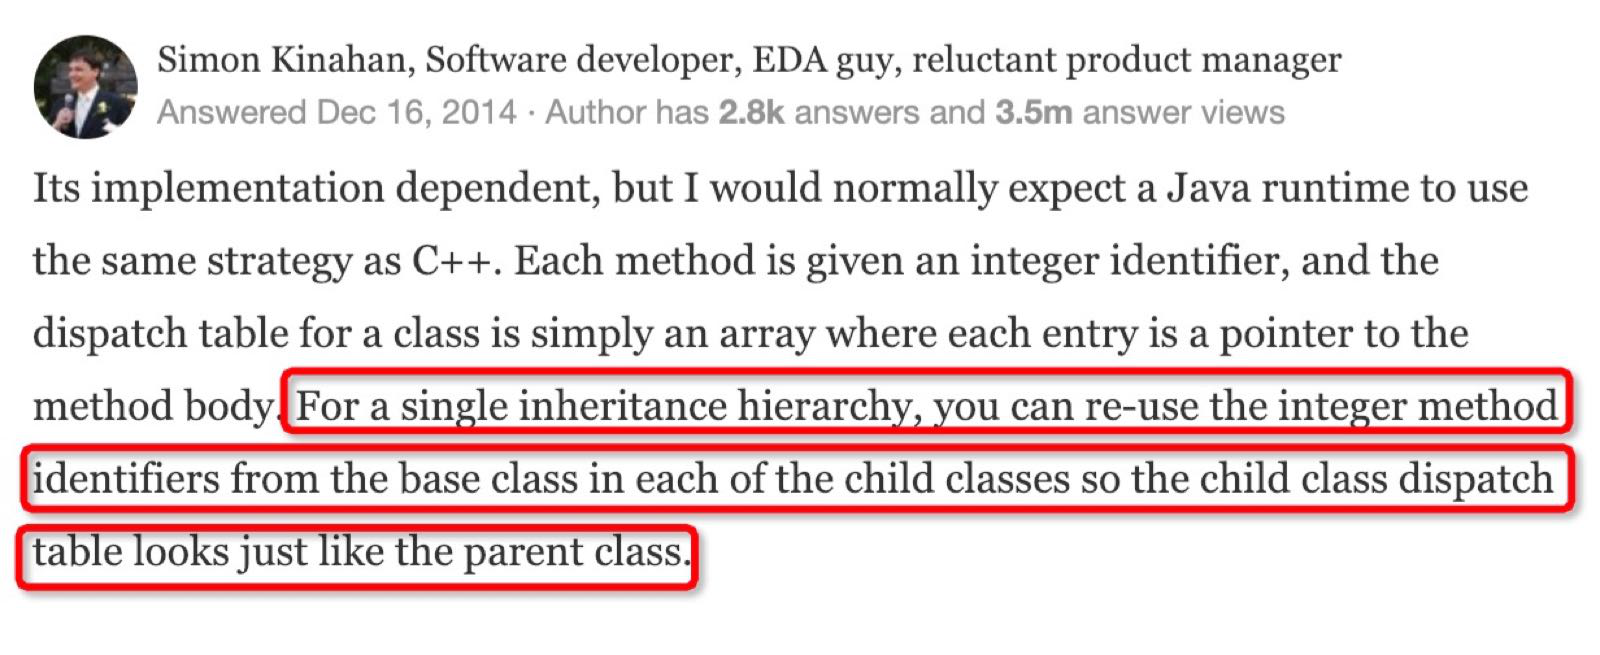 Simon Kinahan, Software developer, EDA guy, reluctant product manager
Answered Dec 16, 2014 · Author has 2.8k answers and 3.5m answer views
Its implementation dependent, but I would normally expect a Java runtime to use
the same strategy as C++. Each method is given an integer identifier, and the
dispatch table for a class is simply an array where each entry is a pointer to the
method body. For a single inheritance hierarchy, you can re-use the integer method
identifiers from the base class in each of the child classes so the child class dispatch
table looks just like the parent class.